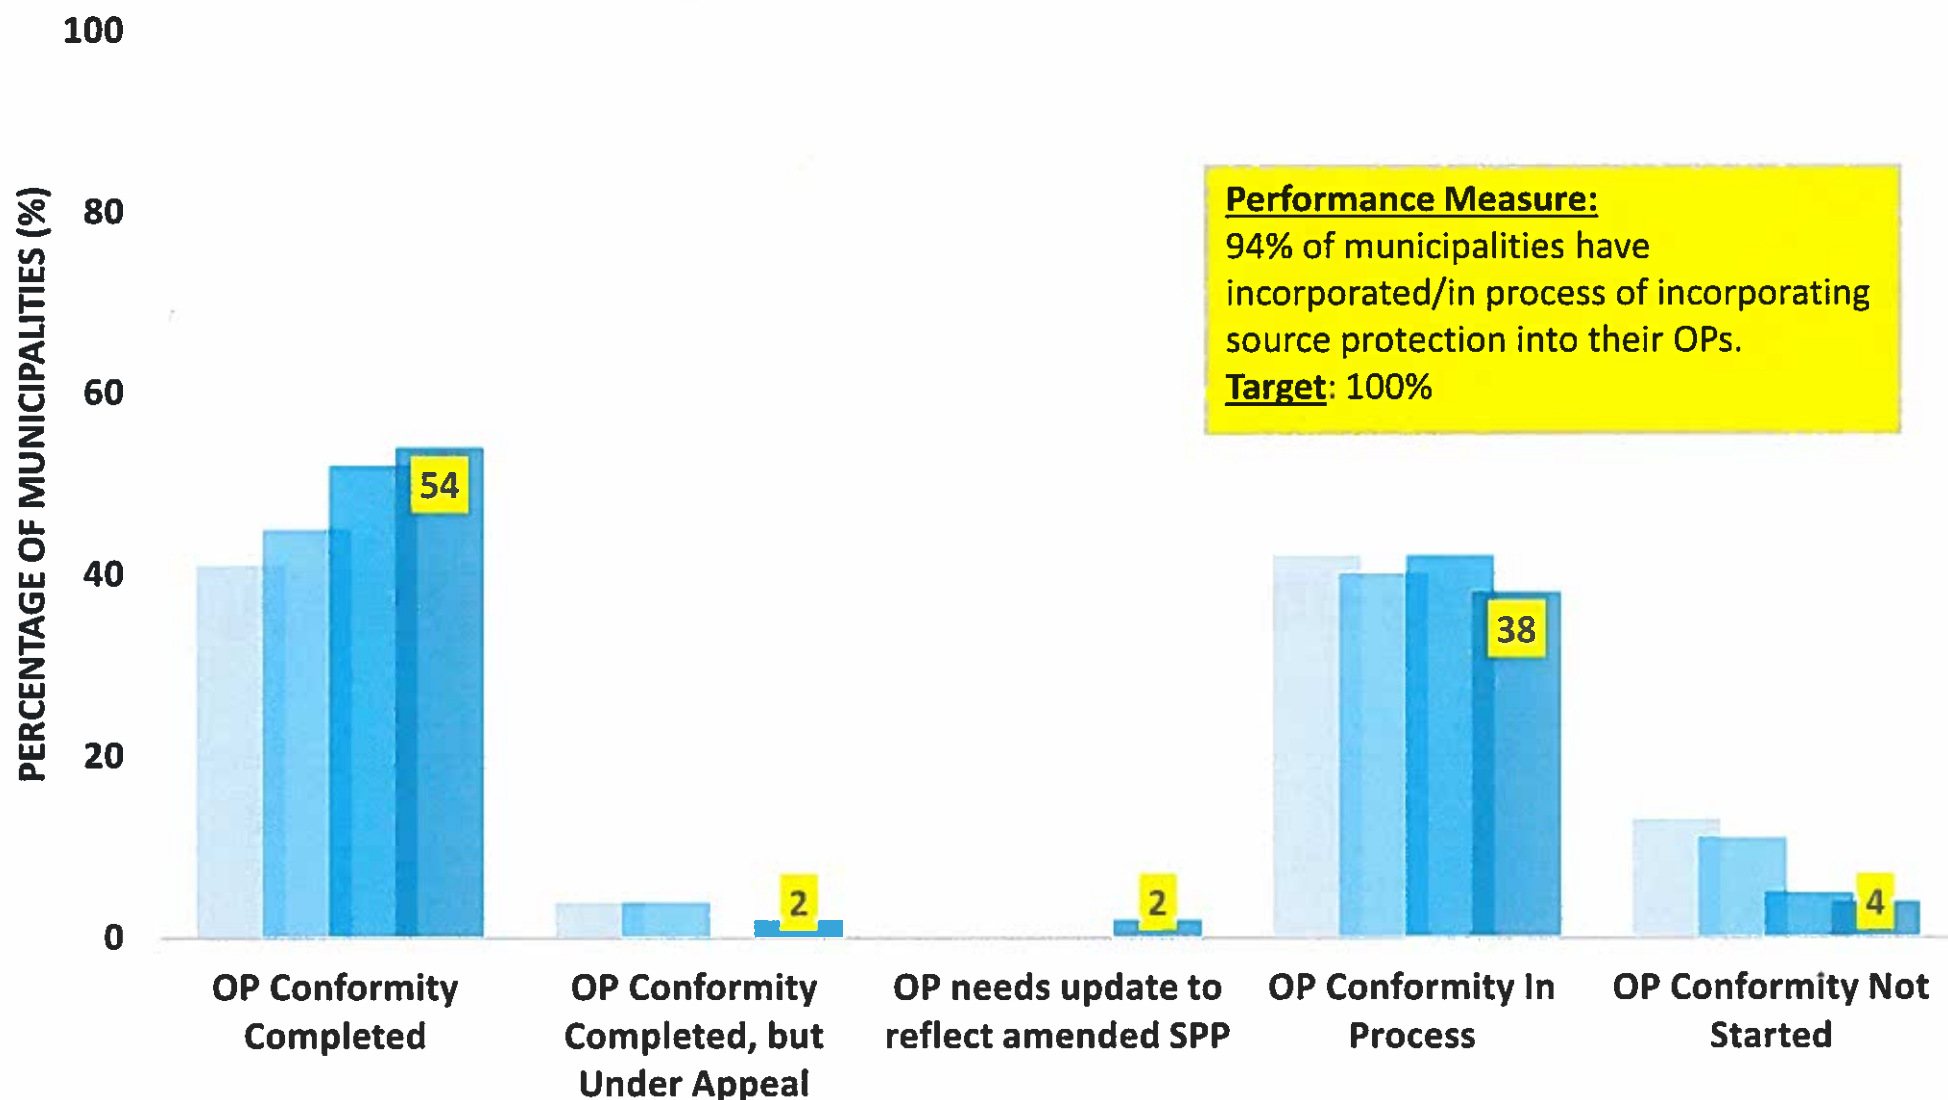 100
80
60
40
20
0
PERCENTAGE OF MUNICIPALITIES (%)
Performance Measure:
94% of municipalities have
incorporated/in process of incorporating
source protection into their OPs.
Target: 100%
54
2
2
38
4
OP Conformity
Completed
OP Conformity
Completed, but
Under Appeal
OP needs update to
reflect amended SPP
OP Conformity In
Process
OP Conformity Not
Started